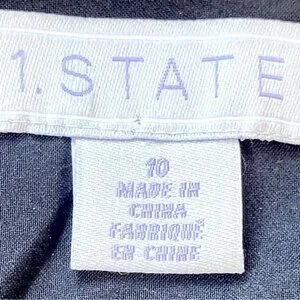 1. STATE
10
MADE IN
CHINA
FABRIQUÉ
EN CHINE